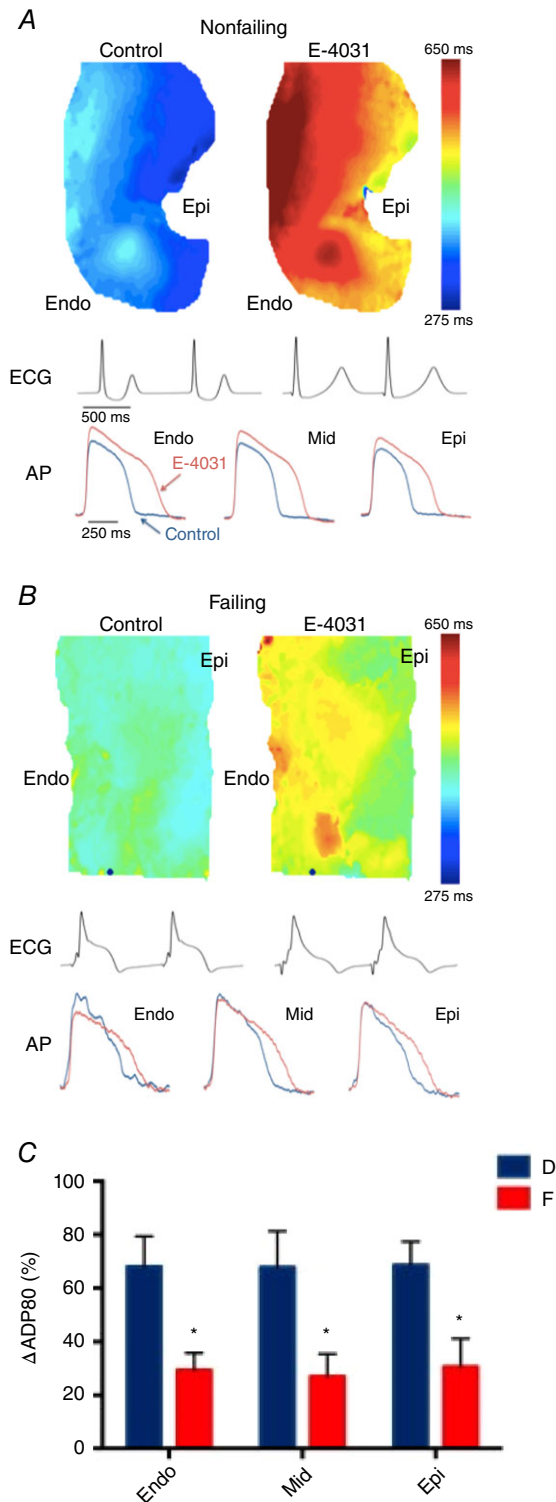 A
Nonfailing
Control
E-4031
650 ms
Epi
Epi
Endo
Endo
275 ms
ECG
500 ms
Endo
Mid
Epi
E-4031
AP
250 ms
Control
B
Failing
Control
E-4031
650 ms
Epi
Epi
Endo
Endo
275 ms
ECG
Endo
Mid
Epi
AP
C
100
80
60
40
20
0
ΔADP80 (%)
D
F
*
*
*
Endo
Mid
Epi